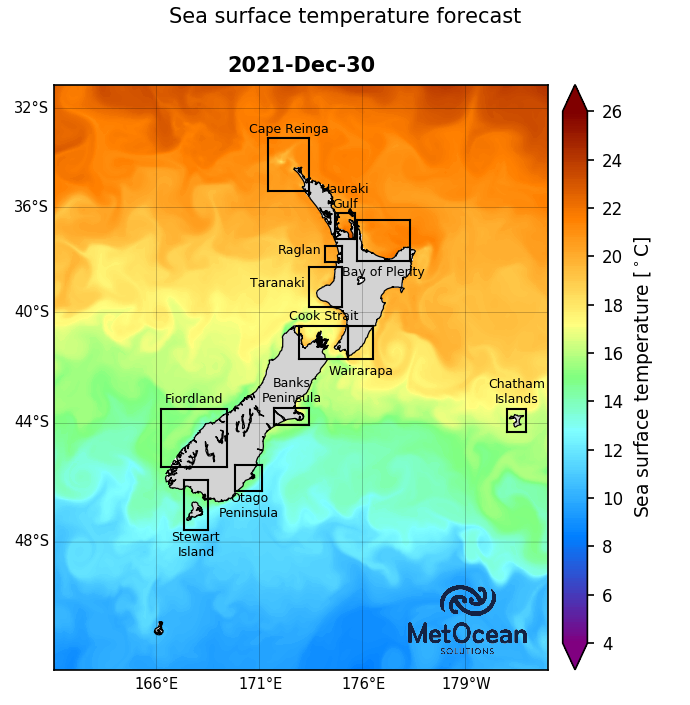 Sea surface temperature forecast
2021-Dec-30
32°S
36°S
40°S
44°S
48°S
Cape Reinga
Hauraki
Gulf
Raglan
Bay of Plenty
Taranaki
Cook Strait
Wairarapa
Banks
Peninsula
Fiordland
Chatham
Islands
Otago
Peninsula
Stewart
Island
MetOcean
SOLUTIONS
166°E
171°E
176°E
179°W
26
24
22
20
18
16
14
12
10
8
6
4
Sea surface temperature [°C]